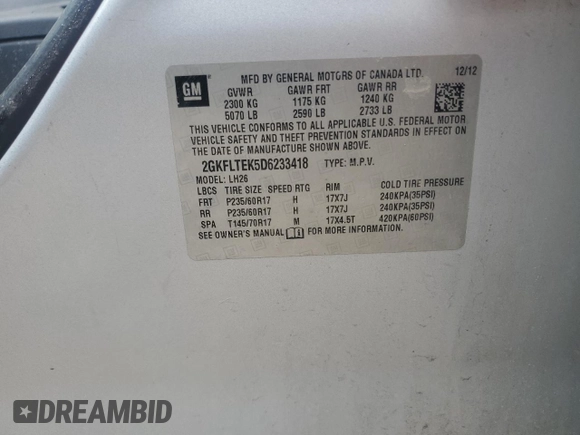 GM
MFD BY GENERAL MOTORS OF CANADA LTD.
12/12
GVWR GAWR FRT GAWR RR
2300 KG 1175 KG 1240 KG
5070 LB 2590 LB 2733 LB
THIS VEHICLE CONFORMS TO ALL APPLICABLE U.S. FEDERAL MOTOR
VEHICLE SAFETY AND THEFT PREVENTION STANDARDS IN EFFECT ON
THE DATE OF MANUFACTURE SHOWN ABOVE.
2GKFLTEK5D6233418 TYPE: M.P.V.
MODEL: LH26
LBCS TIRE SIZE SPEED RTG RIM COLD TIRE PRESSURE
FRT P235/60R17 H 17X7J 240KPA(35PSI)
RR P235/60R17 H 17X7J 240KPA(35PSI)
SPA T145/70R17 M 17X4.5T 420KPA(60PSI)
SEE OWNER'S MANUAL FOR MORE INFORMATION.
DREAMBID